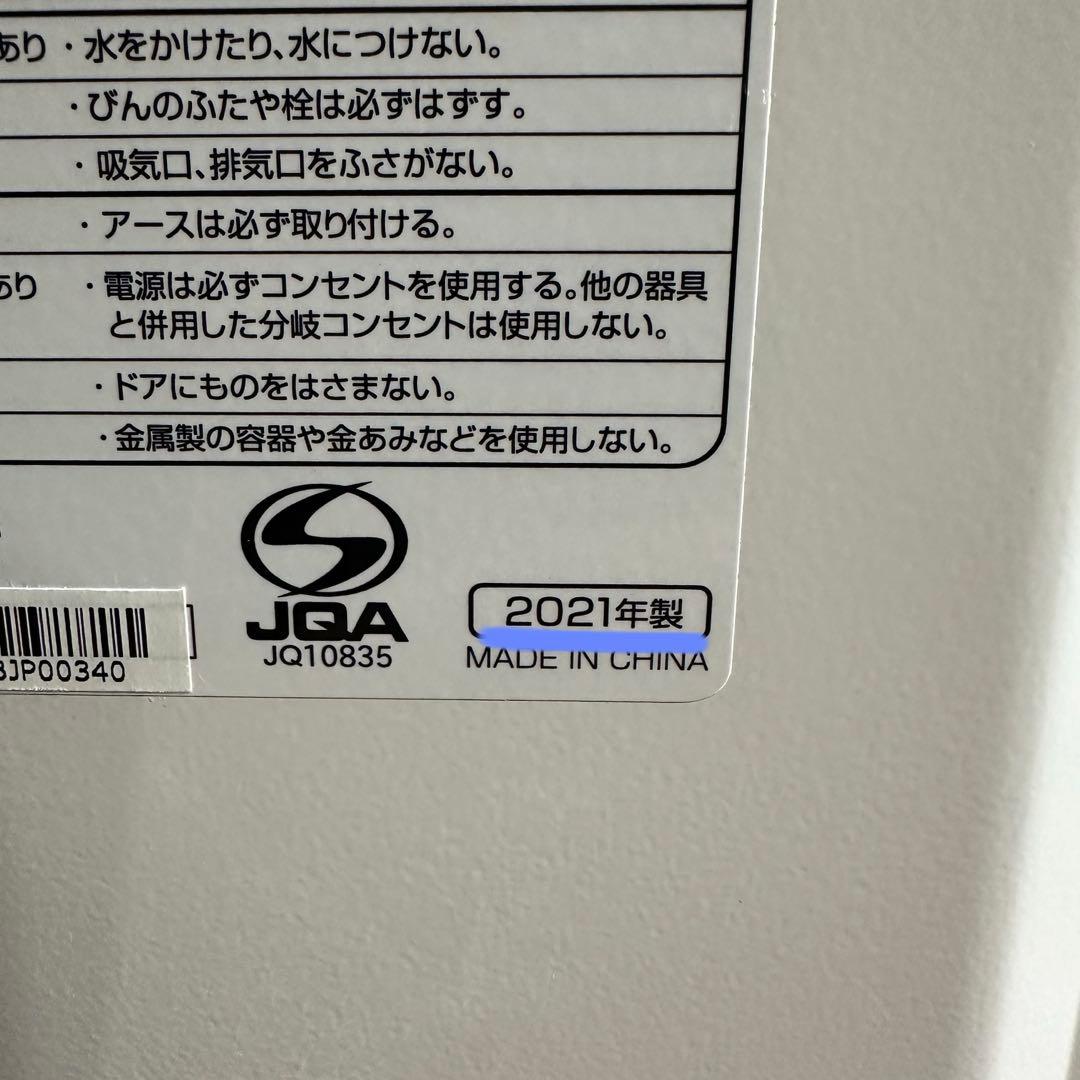 あり ・水をかけたり、水につけない。
・びんのふたや栓は必ずはずす。
・吸気口、排気口をふさがない。
・アースは必ず取り付ける。
あり ・電源は必ずコンセントを使用する。他の器具
と併用した分岐コンセントは使用しない。
・ドアにものをはさまない。
・金属製の容器や金あみなどを使用しない。
JQA
2021年製
JQ10835
MADE IN CHINA
JP00340